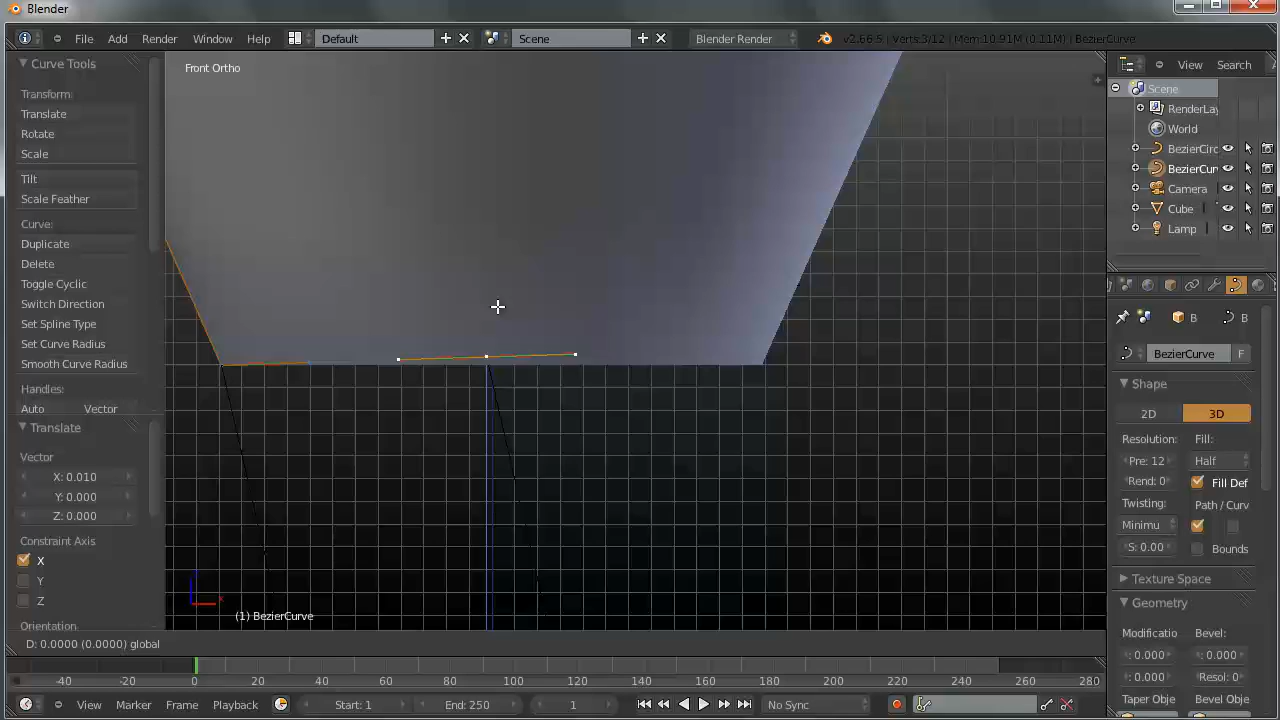 Blender
File Add Render Window Help Default Scene Blender Render v2.66.5 | Verts:3/12 | Mem:10.91M (0.11M) | BezierCurve
Curve Tools
Transform:
Translate
Rotate
Scale
Tilt
Scale Feather
Curve:
Duplicate
Delete
Toggle Cyclic
Switch Direction
Set Spline Type
Set Curve Radius
Smooth Curve Radius
Handles:
Auto Vector
Translate
Vector
X: 0.010
Y: 0.000
Z: 0.000
Constraint Axis
X
Y
Z
Orientation
Front Ortho
(1) BezierCurve
D: 0.0000 (0.0000) global
View Search
Scene
RenderLay
World
BezierCirc
BezierCur
Camera
Cube
Lamp
B B
BezierCurve F
Shape
2D 3D
Resolution: Fill:
Pre: 12 Half
Rend: 0 Fill Def
Twisting: Path / Curv
Minimu
S: 0.00 Bounds
Texture Space
Geometry
Modificatio Bevel:
: 0.000 : 0.000
: 0.000 Resol: 0
Taper Obje Bevel Obje
-40 -20 0 20 40 60 80 100 120 140 160 180 200 220 240 260 280
View Marker Frame Playback Start: 1 End: 250 1 No Sync